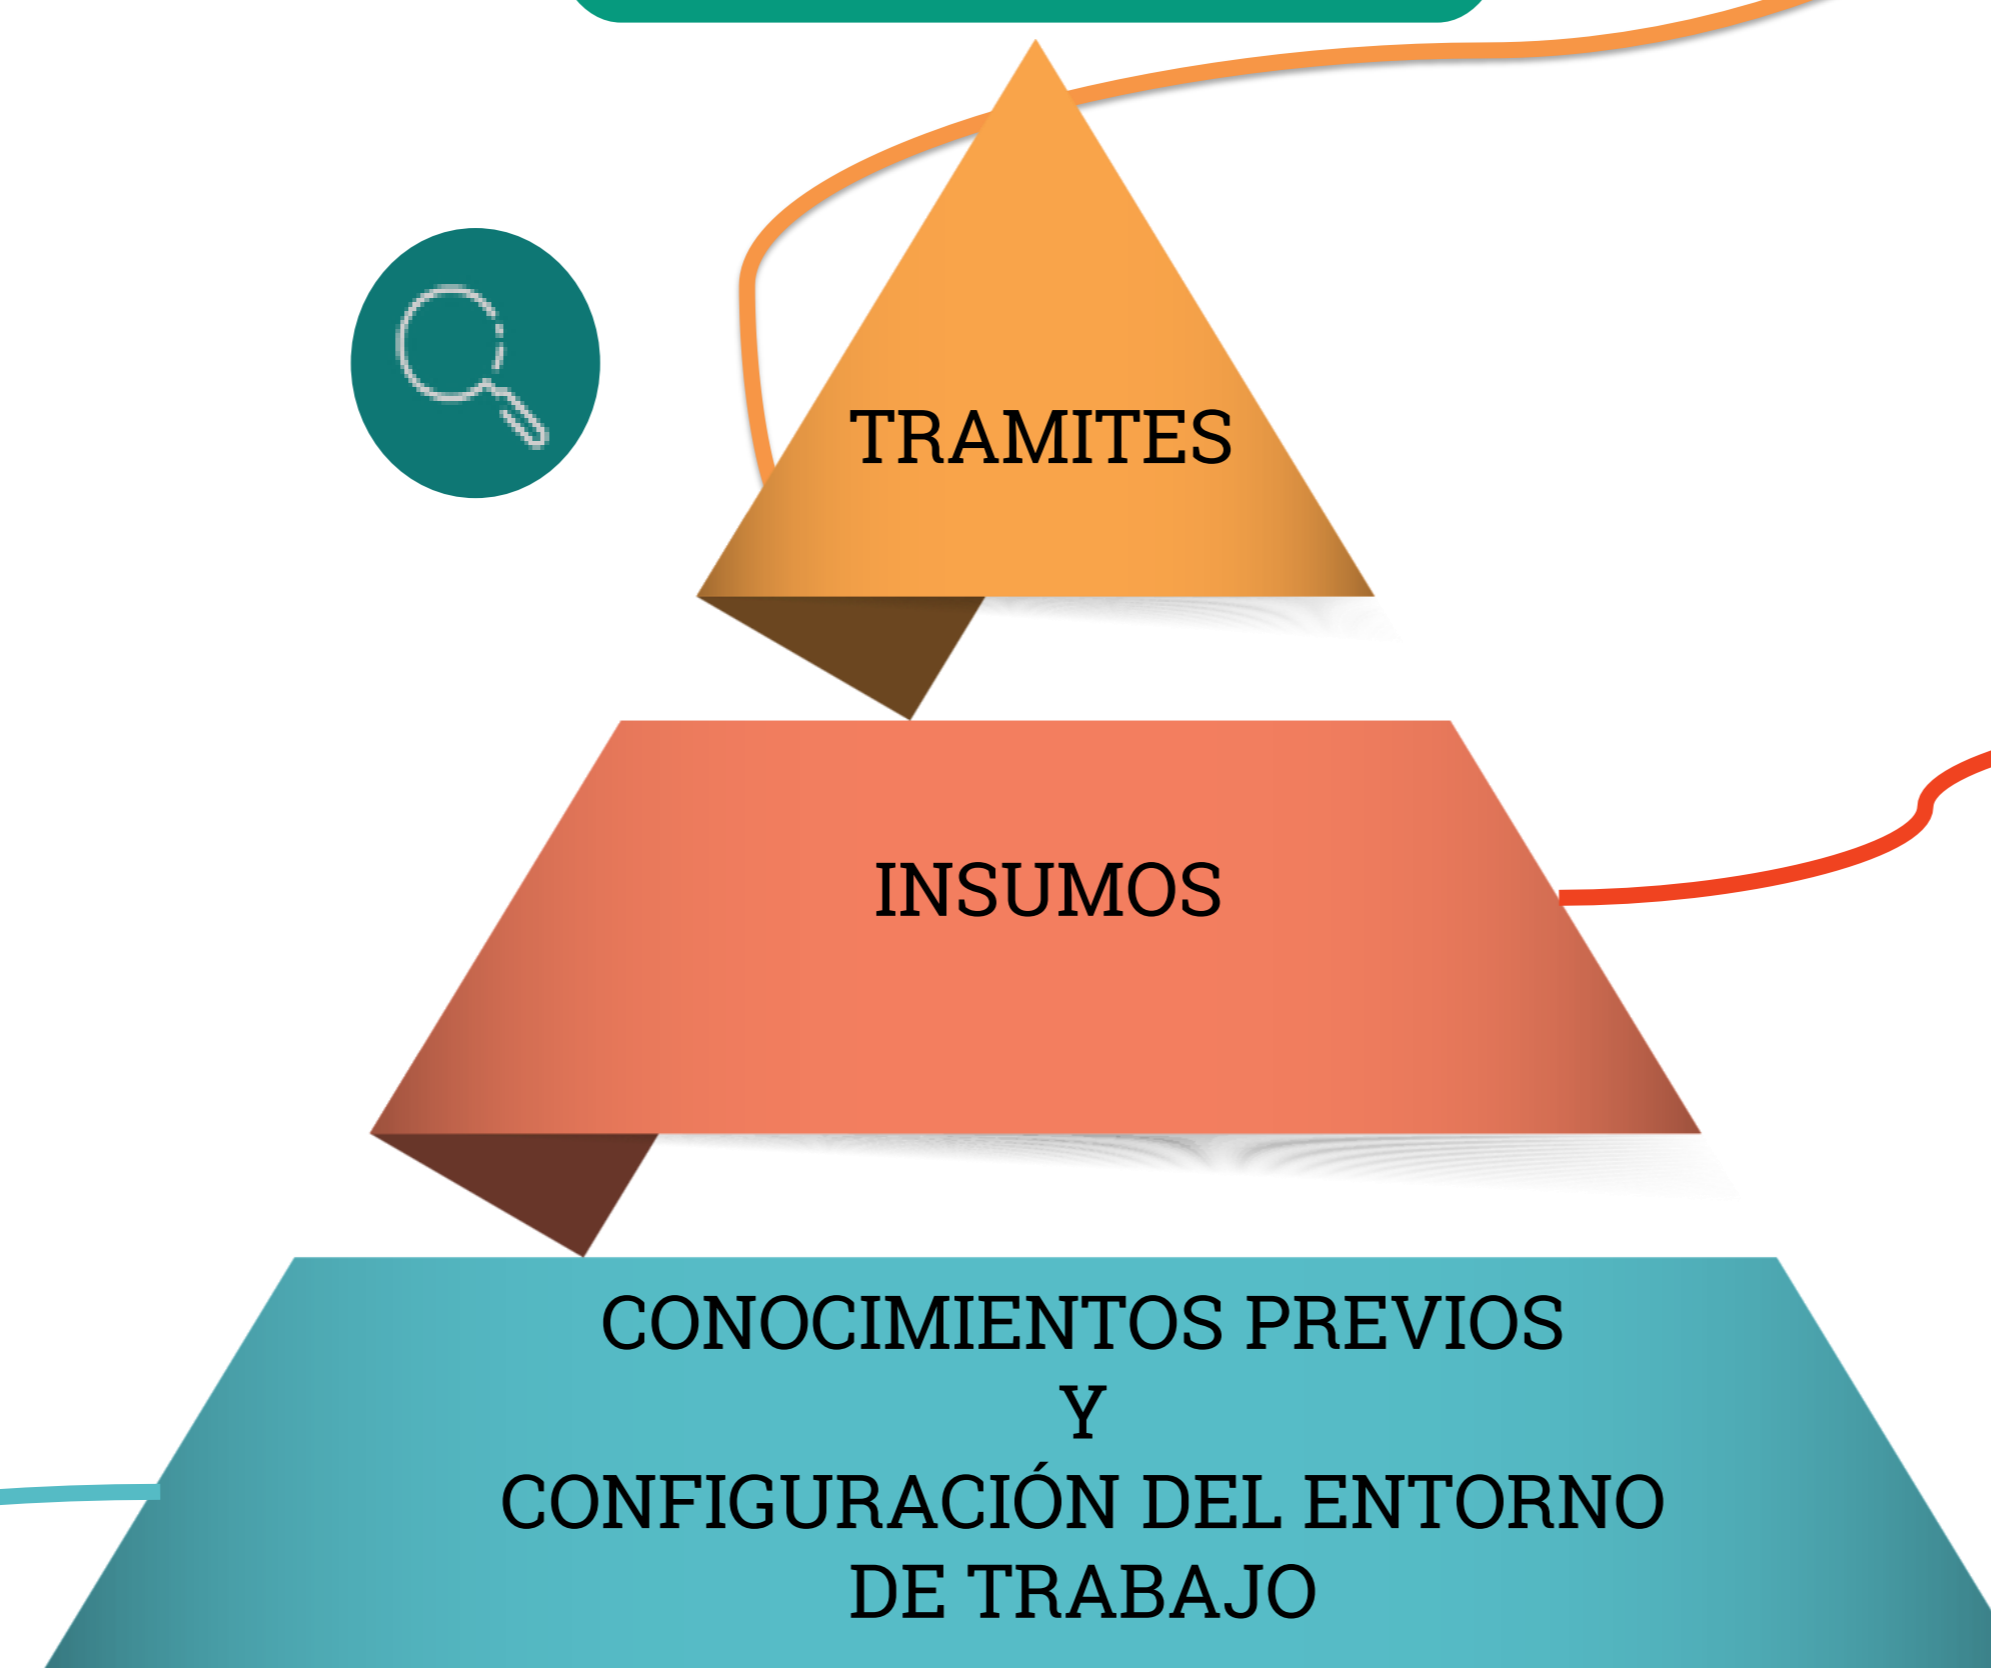 TRAMITES
INSUMOS
CONOCIMIENTOS PREVIOS
Y
CONFIGURACIÓN DEL ENTORNO
DE TRABAJO